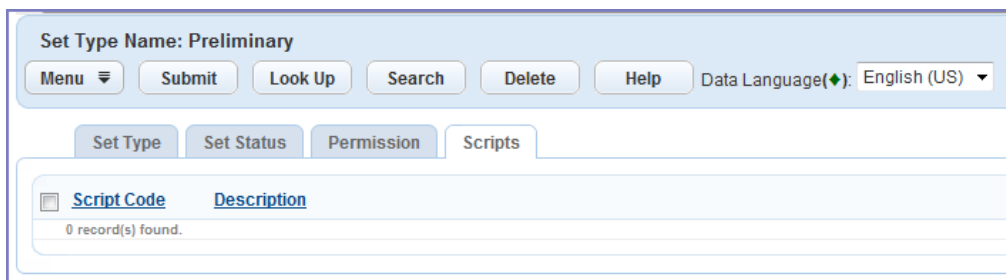 Set Type Name: Preliminary
Menu Submit Look Up Search Delete Help Data Language(♦): English (US)
Set Type Set Status Permission Scripts
Script Code Description
0 record(s) found.